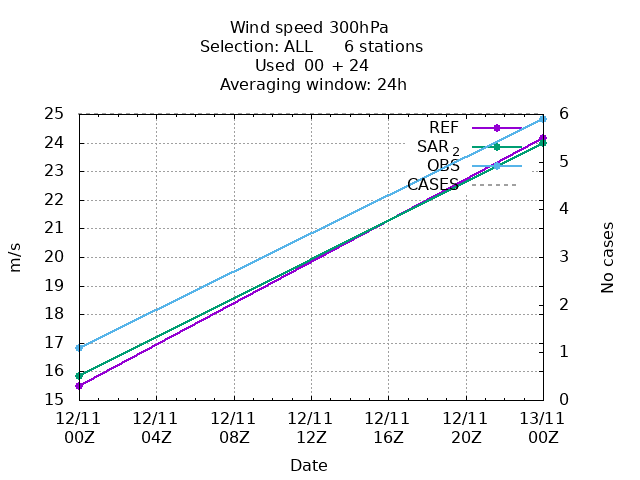 Wind speed 300hPa
Selection: ALL 6 stations
Used 00 + 24
Averaging window: 24h
25 6
REF
24
SAR 2
5
23 OBS
CASES
22
4
21
m/s
20 3
No cases
19
18 2
17
1
16
15 0
12/11 12/11 12/11 12/11 12/11 12/11 13/11
00Z 04Z 08Z 12Z 16Z 20Z 00Z
Date